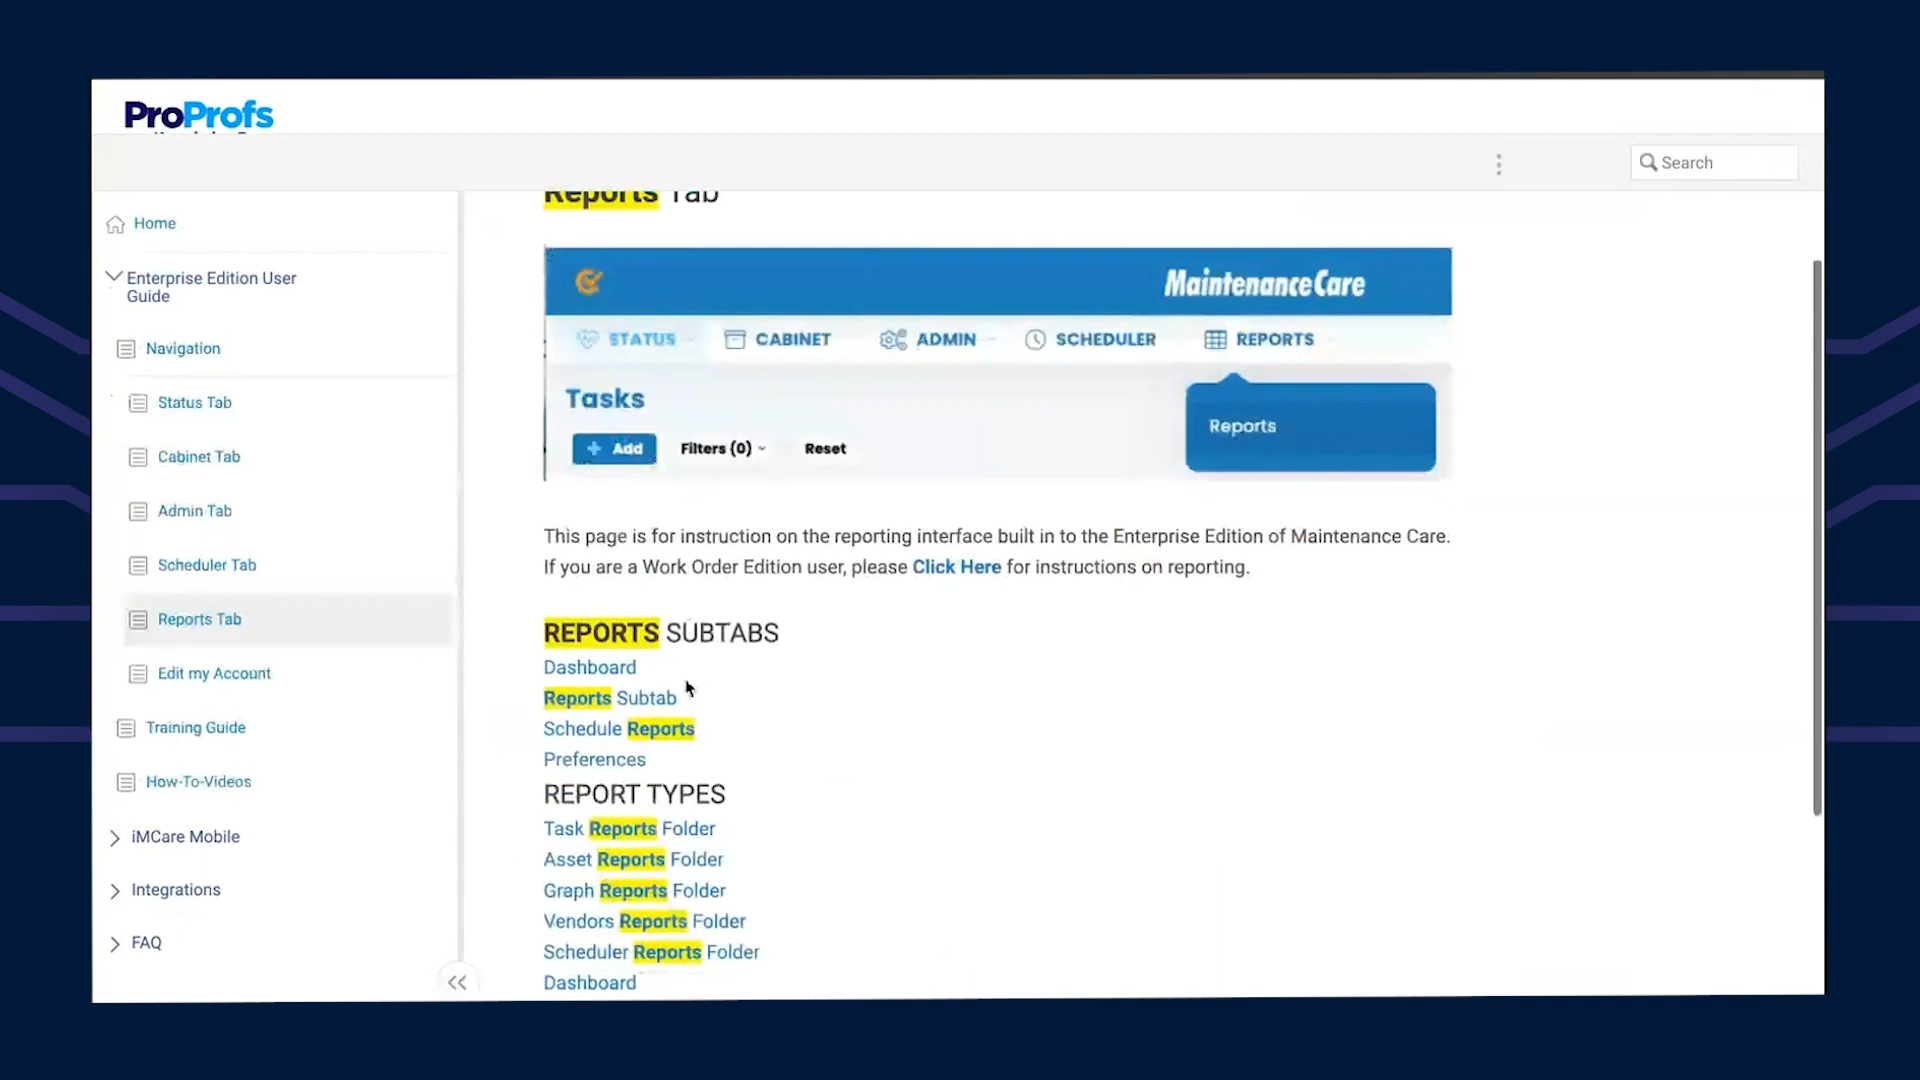 ProProfs
Search
Home
Enterprise Edition User
Guide
Navigation
Status Tab
Cabinet Tab
Admin Tab
Scheduler Tab
Reports Tab
Edit my Account
Training Guide
How-To-Videos
iMCare Mobile
Integrations
FAQ
Reports Tab
MaintenanceCare
STATUS CABINET ADMIN SCHEDULER REPORTS
Tasks
Reports
+ Add Filters (0) Reset
This page is for instruction on the reporting interface built in to the Enterprise Edition of Maintenance Care.
If you are a Work Order Edition user, please Click Here for instructions on reporting.
REPORTS SUBTABS
Dashboard
Reports Subtab
Schedule Reports
Preferences
REPORT TYPES
Task Reports Folder
Asset Reports Folder
Graph Reports Folder
Vendors Reports Folder
Scheduler Reports Folder
Dashboard